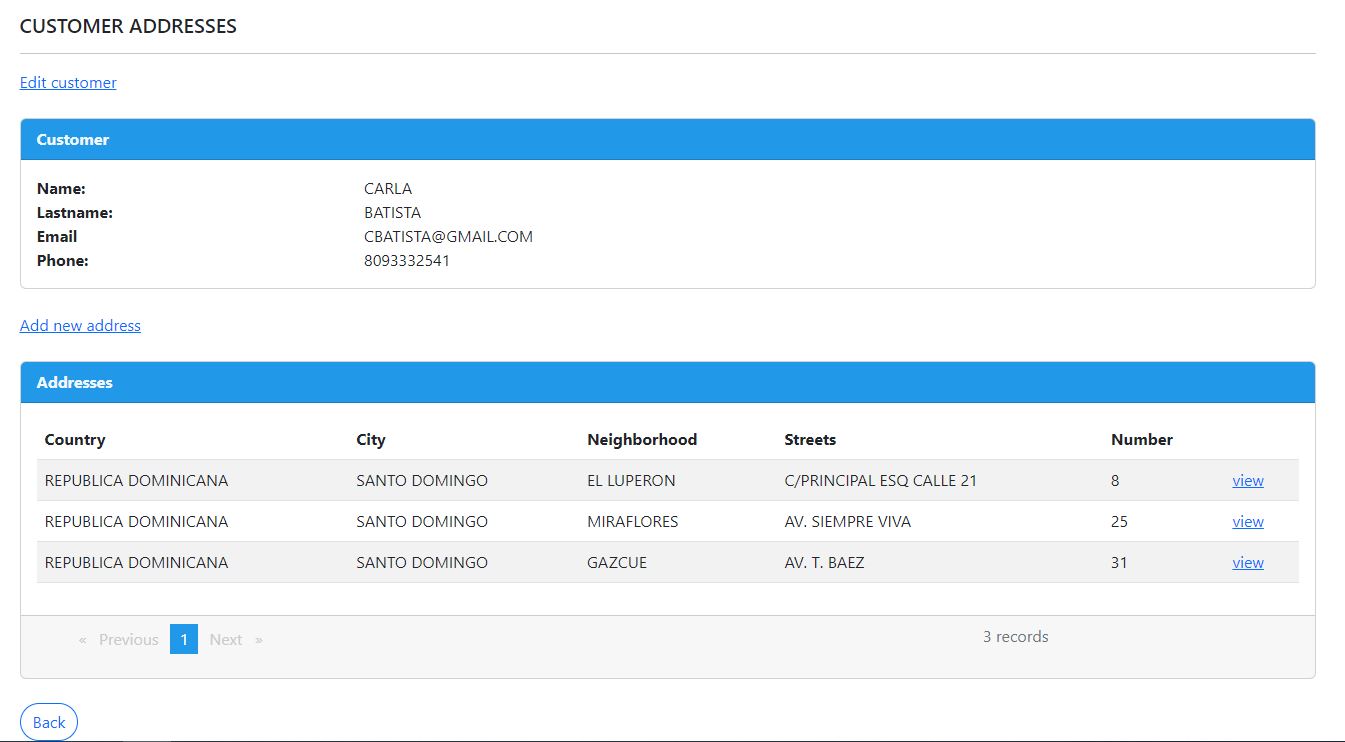 CUSTOMER ADDRESSES
Edit customer
Customer
Name: CARLA
Lastname: BATISTA
Email CBATISTA@GMAIL.COM
Phone: 8093332541
Add new address
Addresses
Country City Neighborhood Streets Number
REPUBLICA DOMINICANA SANTO DOMINGO EL LUPERON C/PRINCIPAL ESQ CALLE 21 8 view
REPUBLICA DOMINICANA SANTO DOMINGO MIRAFLORES AV. SIEMPRE VIVA 25 view
REPUBLICA DOMINICANA SANTO DOMINGO GAZCUE AV. T. BAEZ 31 view
« Previous 1 Next » 3 records
Back